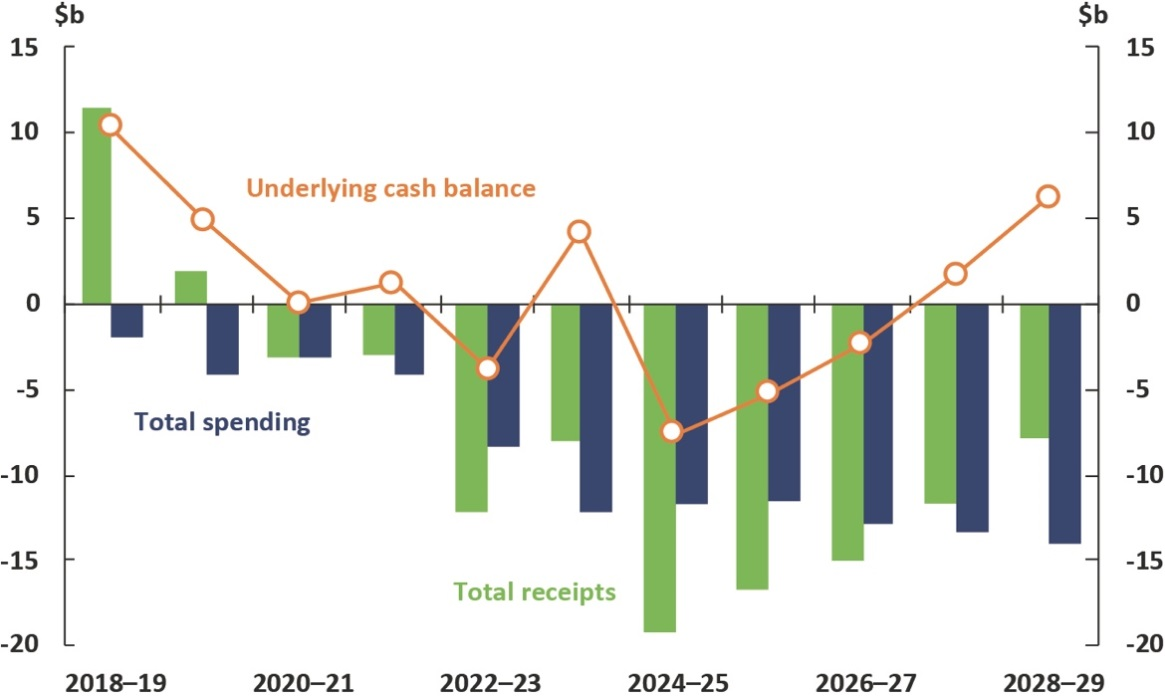 $b $b
15 15
10 10
Underlying cash balance
5 5
0 0
-5 -5
Total spending
-10 -10
-15 -15
Total receipts
-20 -20
2018–19 2020–21 2022–23 2024–25 2026–27 2028–29